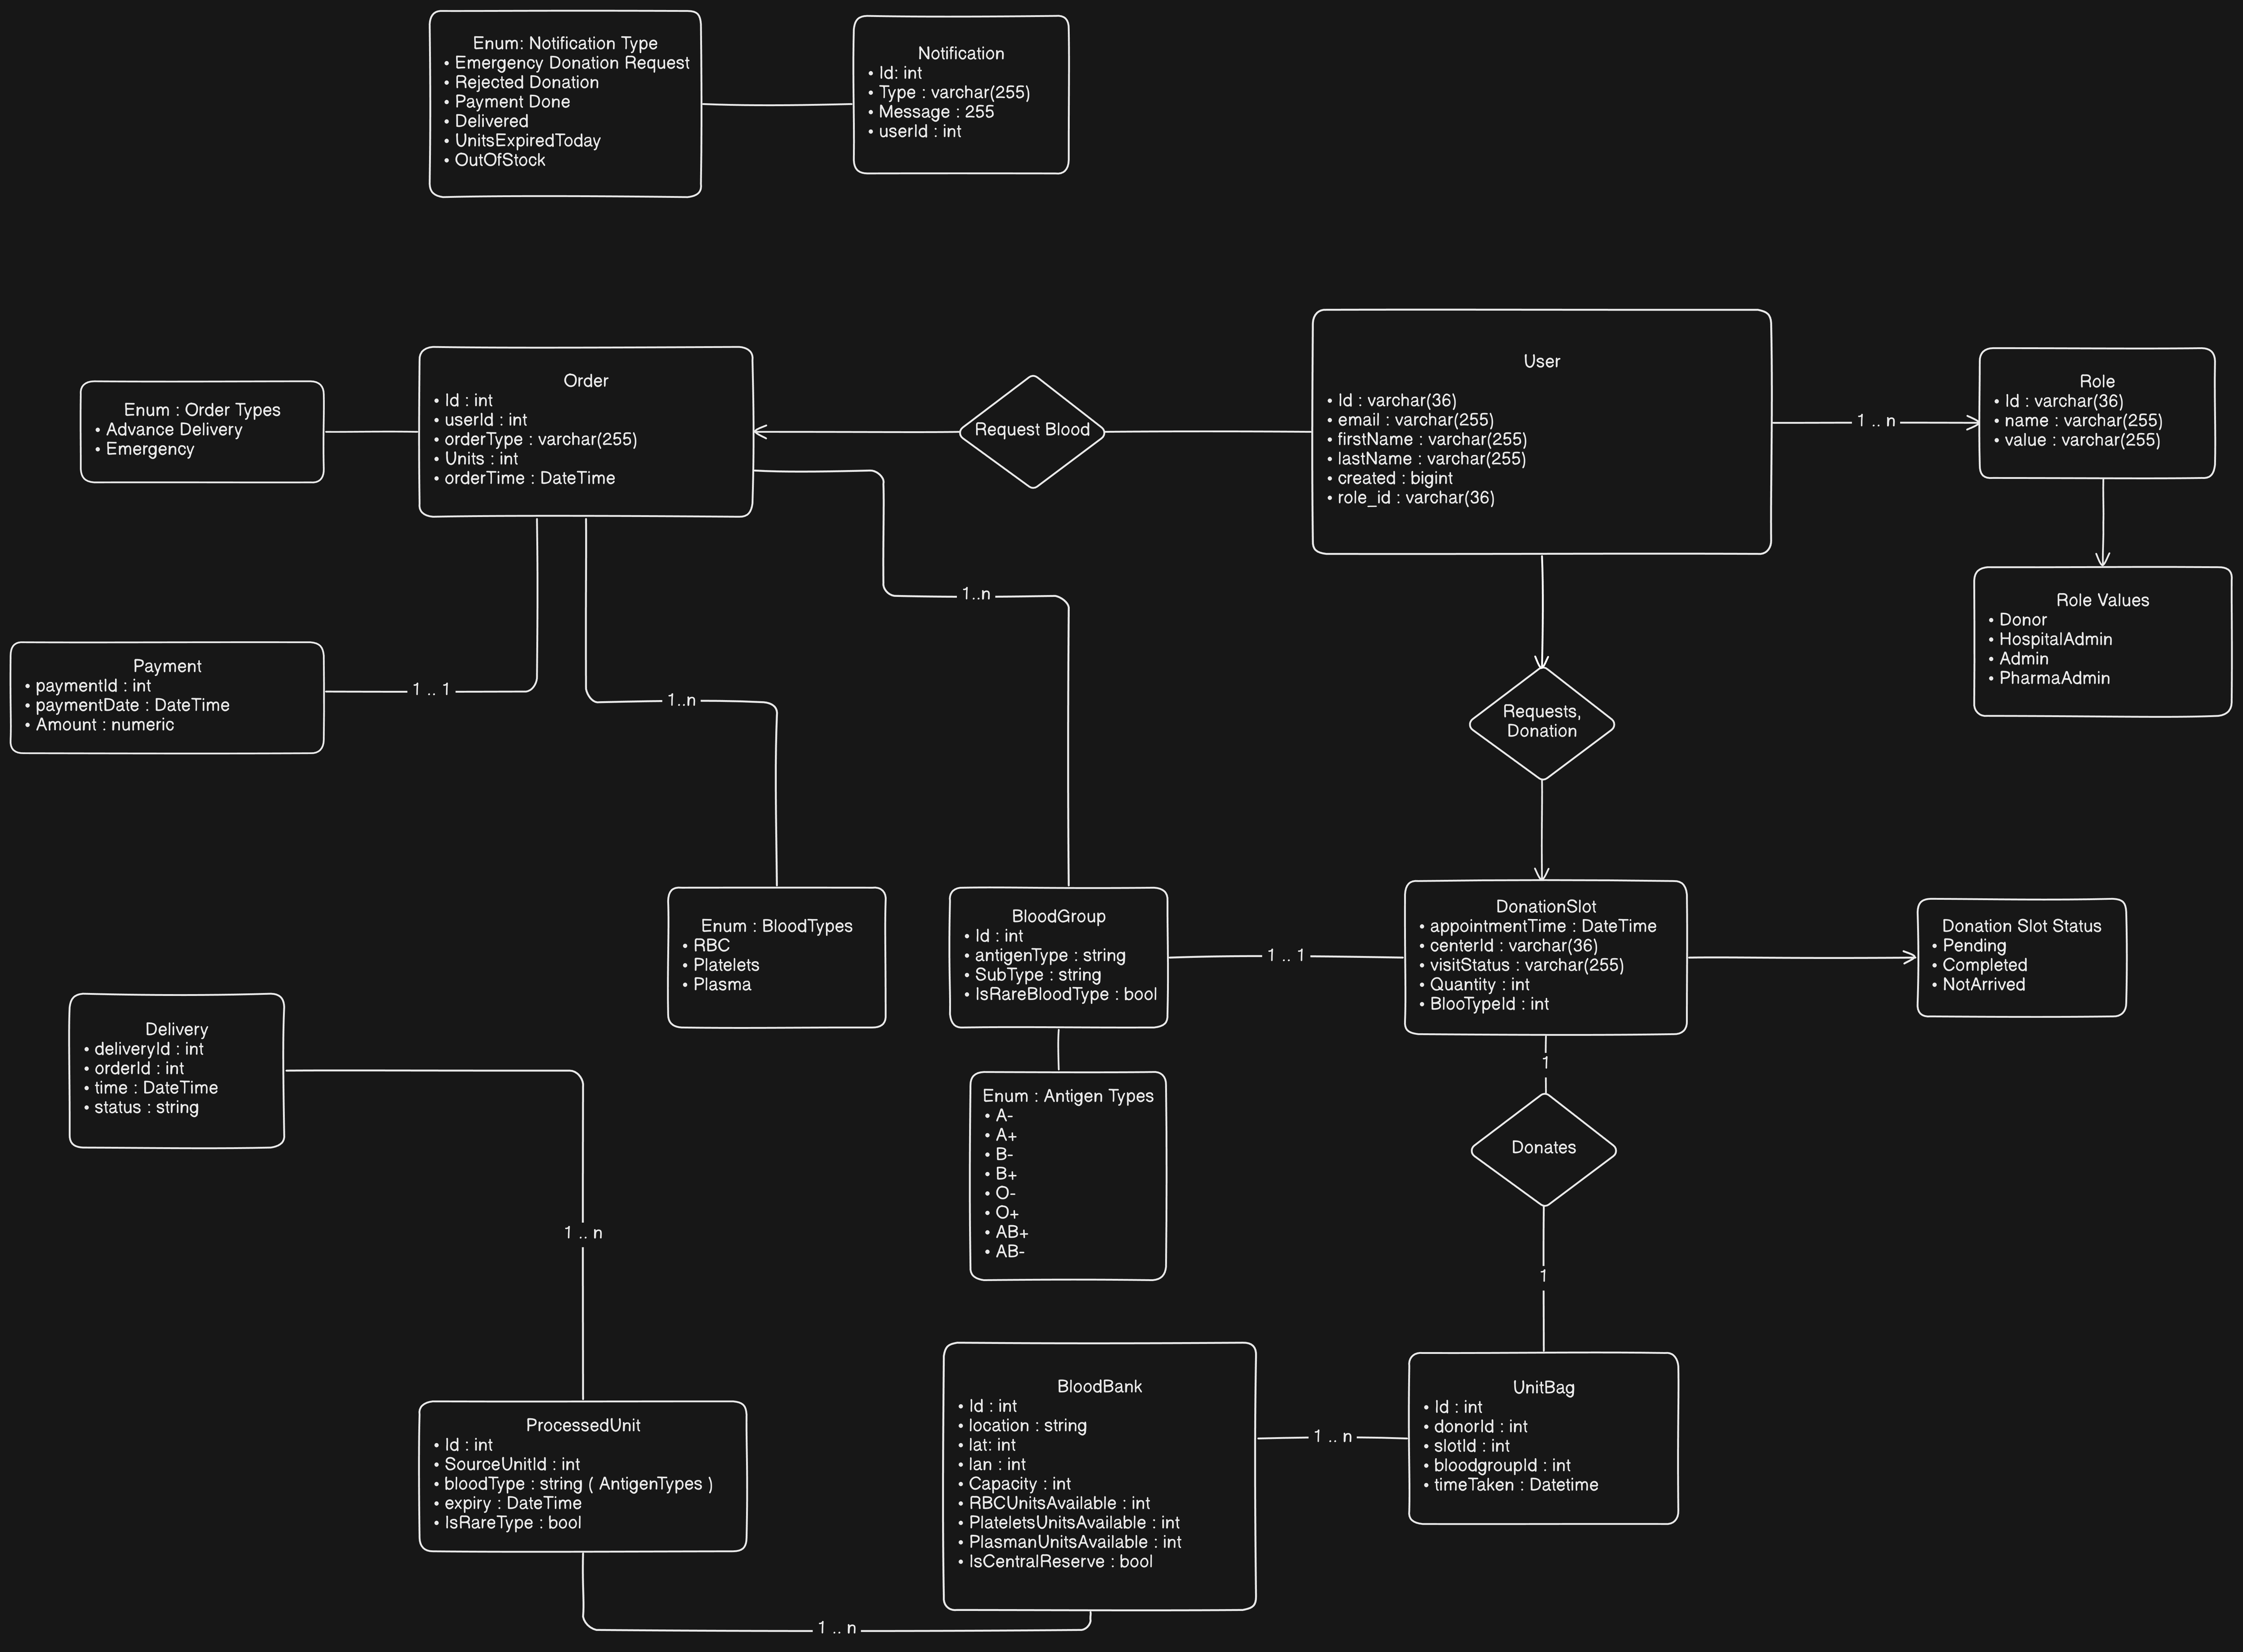 Enum: Notification Type
• Emergency Donation Request
• Rejected Donation
• Payment Done
• Delivered
• UnitsExpiredToday
• OutOfStock
Notification
• Id: int
• Type : varchar(255)
• Message : 255
• userId : int
Enum : Order Types
• Advance Delivery
• Emergency
Order
• Id : int
• userId : int
• orderType : varchar(255)
• Units : int
• orderTime : DateTime
Request Blood
User
• Id : varchar(36)
• email : varchar(255)
• firstName : varchar(255)
• lastName : varchar(255)
• created : bigint
• role_id : varchar(36)
1 .. n
Role
• Id : varchar(36)
• name : varchar(255)
• value : varchar(255)
Role Values
• Donor
• HospitalAdmin
• Admin
• PharmaAdmin
1..n
Payment
• paymentId : int
• paymentDate : DateTime
• Amount : numeric
1 .. 1
1..n
Requests,
Donation
Enum : BloodTypes
• RBC
• Platelets
• Plasma
BloodGroup
• Id : int
• antigenType : string
• SubType : string
• IsRareBloodType : bool
1 .. 1
DonationSlot
• appointmentTime : DateTime
• centerId : varchar(36)
• visitStatus : varchar(255)
• Quantity : int
• BlooTypeId : int
Donation Slot Status
• Pending
• Completed
• NotArrived
Delivery
• deliveryId : int
• orderId : int
• time : DateTime
• status : string
Enum : Antigen Types
• A-
• A+
• B-
• B+
• O-
• O+
• AB+
• AB-
1
Donates
1
1 .. n
ProcessedUnit
• Id : int
• SourceUnitId : int
• bloodType : string ( AntigenTypes )
• expiry : DateTime
• IsRareType : bool
BloodBank
• Id : int
• location : string
• lat: int
• lan : int
• Capacity : int
• RBCUnitsAvailable : int
• PlateletsUnitsAvailable : int
• PlasmanUnitsAvailable : int
• IsCentralReserve : bool
1 .. n
UnitBag
• Id : int
• donorId : int
• slotId : int
• bloodgroupId : int
• timeTaken : Datetime
1 .. n